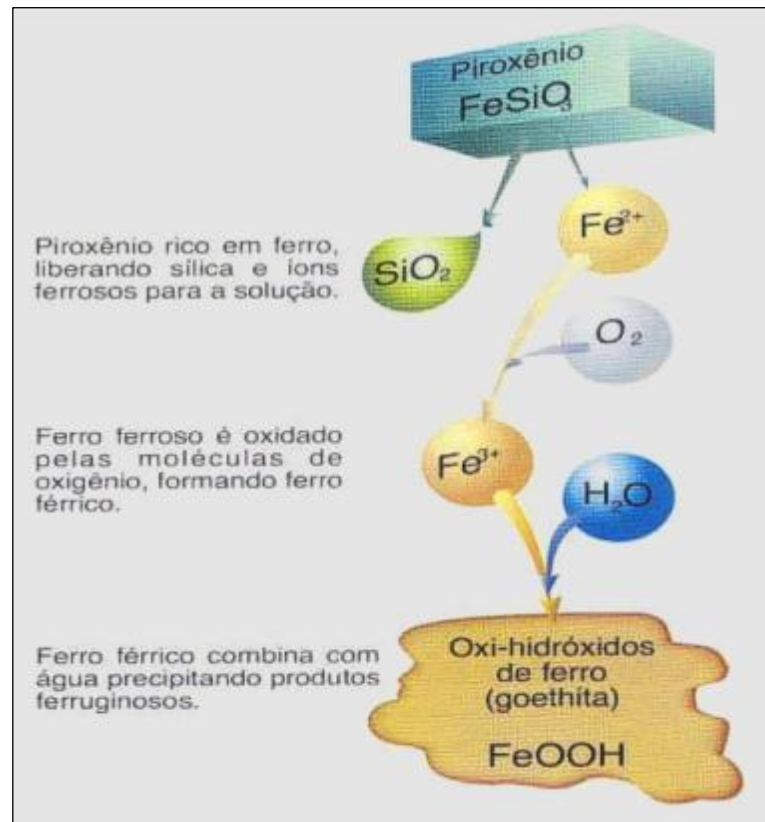 Piroxênio
FeSiO₃
Piroxênio rico em ferro,
liberando sílica e íons
ferrosos para a solução.
SiO₂
Fe²⁺
O₂
Ferro ferroso é oxidado
pelas moléculas de
oxigênio, formando ferro
férrico.
Fe³⁺
H₂O
Ferro férrico combina com
água precipitando produtos
ferruginosos.
Oxi-hidróxidos
de ferro
(goethíta)
FeOOH